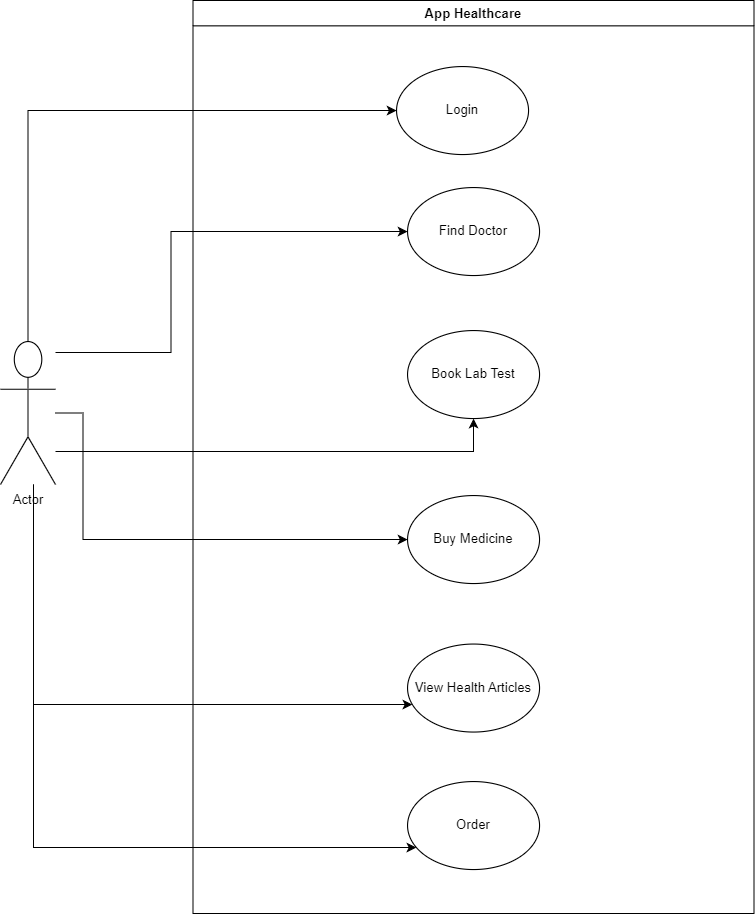 App Healthcare
Login
Find Doctor
Book Lab Test
Actor
Buy Medicine
View Health Articles
Order